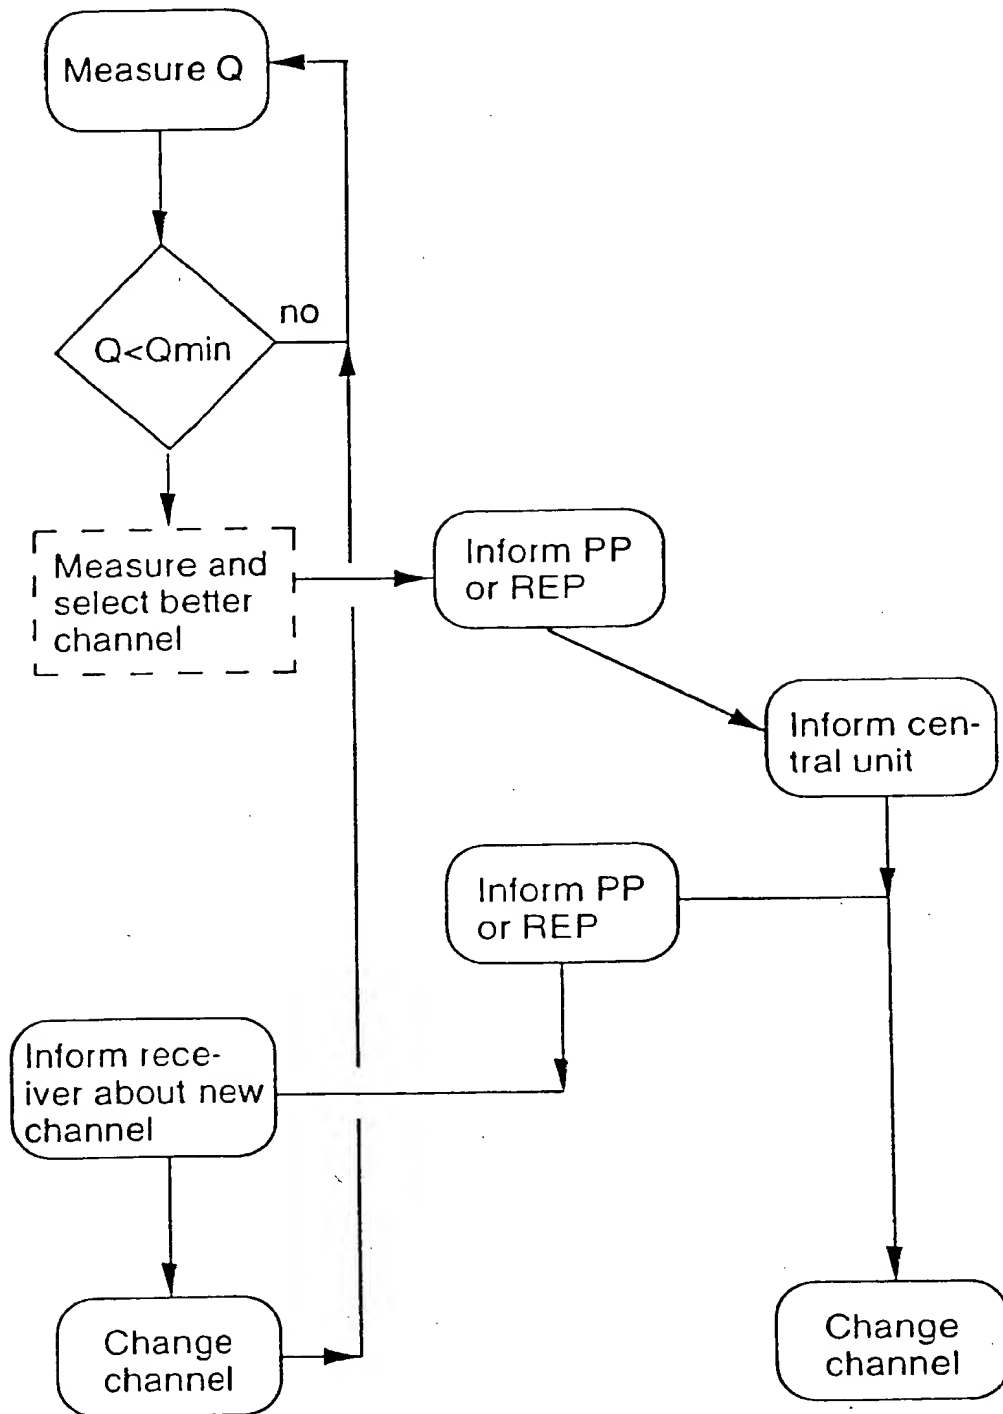 Measure Q
no
Q<Qmin
Measure and
select better
channel
Inform PP
or REP
Inform cen-
tral unit
Inform PP
or REP
Inform rece-
iver about new
channel
Change
channel
Change
channel